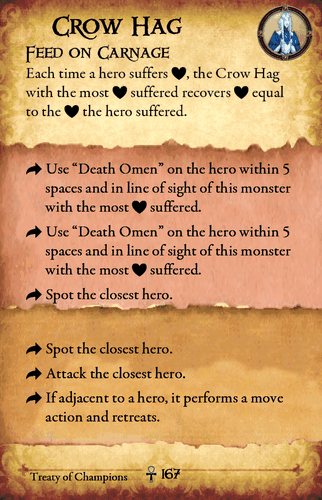 Crow Hag
Feed on Carnage
Each time a hero suffers ♥, the Crow Hag
with the most ♥ suffered recovers ♥ equal
to the ♥ the hero suffered.
Use “Death Omen” on the hero within 5
spaces and in line of sight of this monster
with the most ♥ suffered.
Use “Death Omen” on the hero within 5
spaces and in line of sight of this monster
with the most ♥ suffered.
Spot the closest hero.
Spot the closest hero.
Attack the closest hero.
If adjacent to a hero, it performs a move
action and retreats.
Treaty of Champions ☥ 167